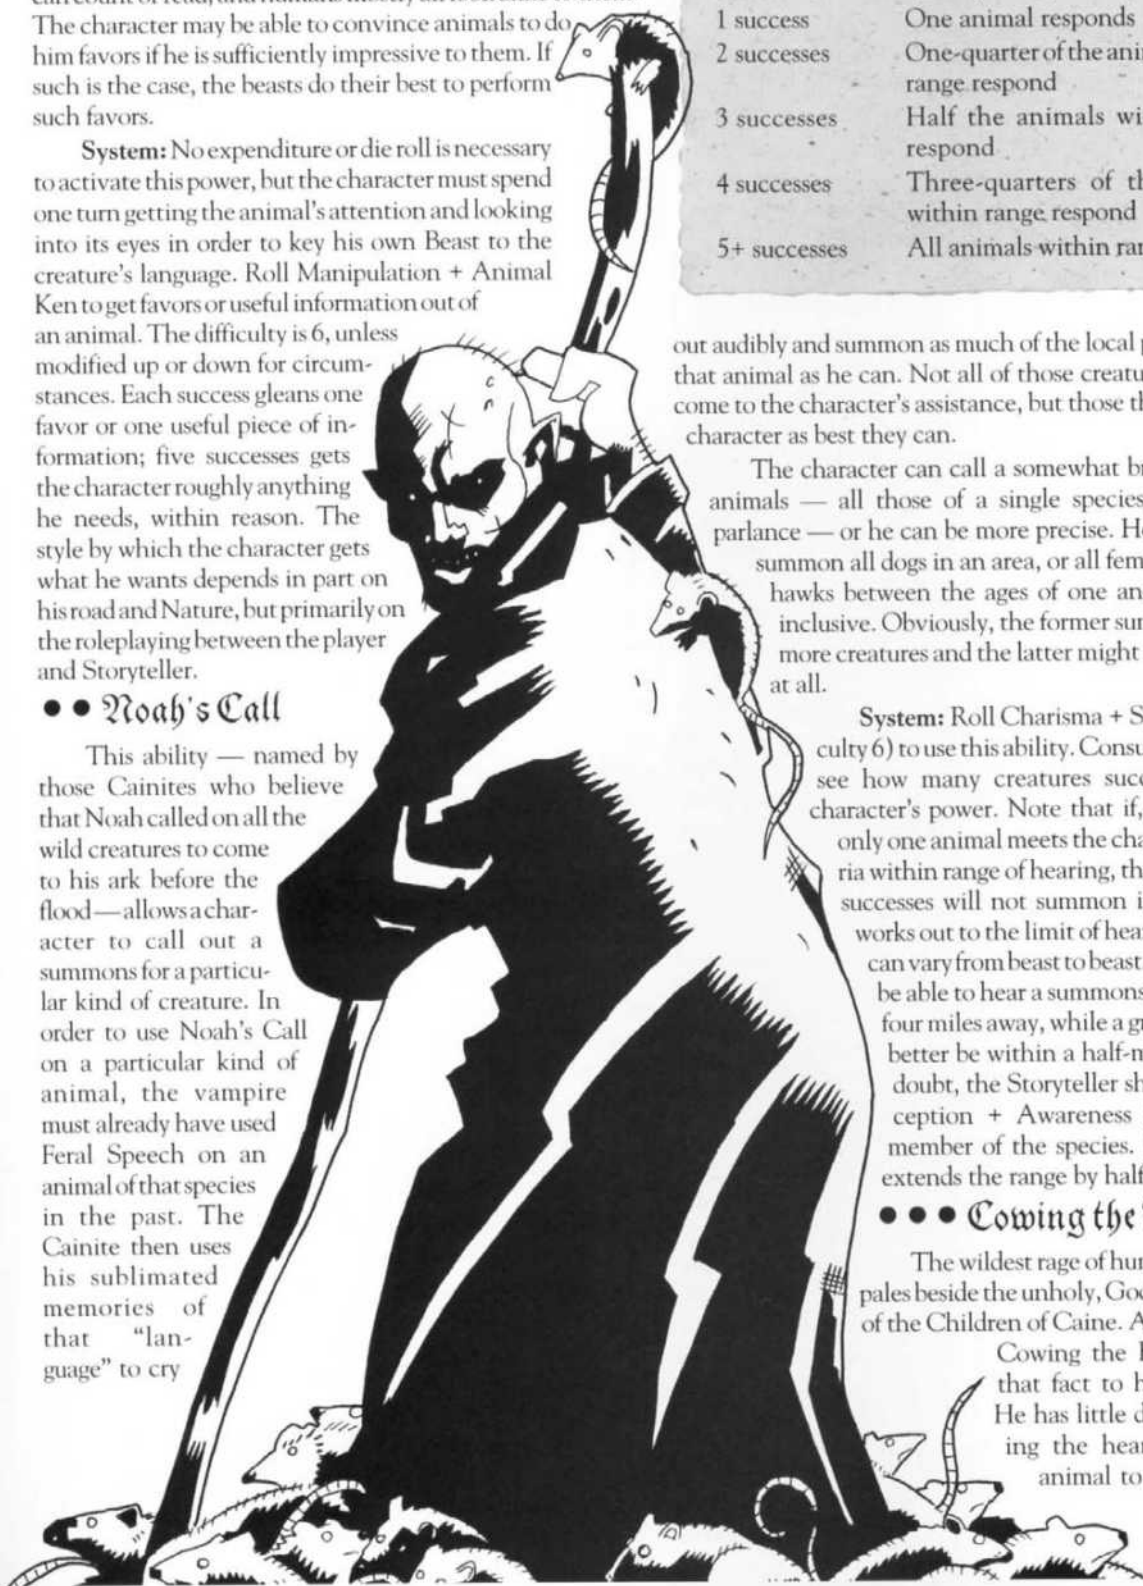 The character may be able to convince animals to do
him favors if he is sufficiently impressive to them. If
such is the case, the beasts do their best to perform
such favors.
System: No expenditure or die roll is necessary
to activate this power, but the character must spend
one turn getting the animal's attention and looking
into its eyes in order to key his own Beast to the
creature's language. Roll Manipulation + Animal
Ken to get favors or useful information out of
an animal. The difficulty is 6, unless
modified up or down for circum-
stances. Each success gleans one
favor or one useful piece of in-
formation; five successes gets
the character roughly anything
he needs, within reason. The
style by which the character gets
what he wants depends in part on
his road and Nature, but primarily on
the roleplaying between the player
and Storyteller.
•• Noah's Call
This ability — named by
those Cainites who believe
that Noah called on all the
wild creatures to come
to his ark before the
flood — allows a char-
acter to call out a
summons for a particu-
lar kind of creature. In
order to use Noah's Call
on a particular kind of
animal, the vampire
must already have used
Feral Speech on an
animal of that species
in the past. The
Cainite then uses
his sublimated
memories of
that "lan-
guage" to cry
1 success One animal responds
2 successes One-quarter of the
range respond
3 successes Half the animals
respond
4 successes Three-quarters of
within range respond
5+ successes All animals within
out audibly and summon as much of the local
that animal as he can. Not all of those
come to the character's assistance, but those
character as best they can.
The character can call a somewhat
animals — all those of a single species
parlance — or he can be more precise.
summon all dogs in an area, or all
hawks between the ages of one
inclusive. Obviously, the former
more creatures and the latter might
at all.
System: Roll Charisma +
culty 6) to use this ability.
see how many creatures
character's power. Note that if,
only one animal meets the
ria within range of hearing,
successes will not summon
works out to the limit of
can vary from beast to beast
be able to hear a summons
four miles away, while a
better be within a
doubt, the Storyteller
ception + Awareness
member of the species.
extends the range by half
••• Cowing the
The wildest rage of
pales beside the unholy,
of the Children of Caine.
Cowing the
that fact to
He has little
ing the
animal to